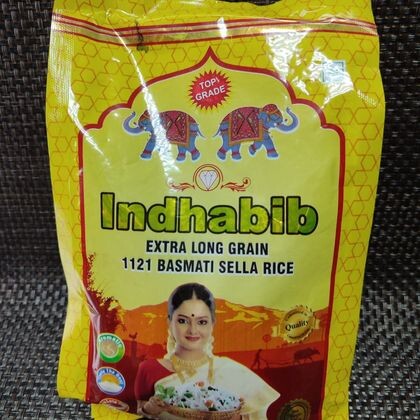 TOP
GRADE
Indhabib
EXTRA LONG GRAIN
1121 BASMATI SELLA RICE
Quality